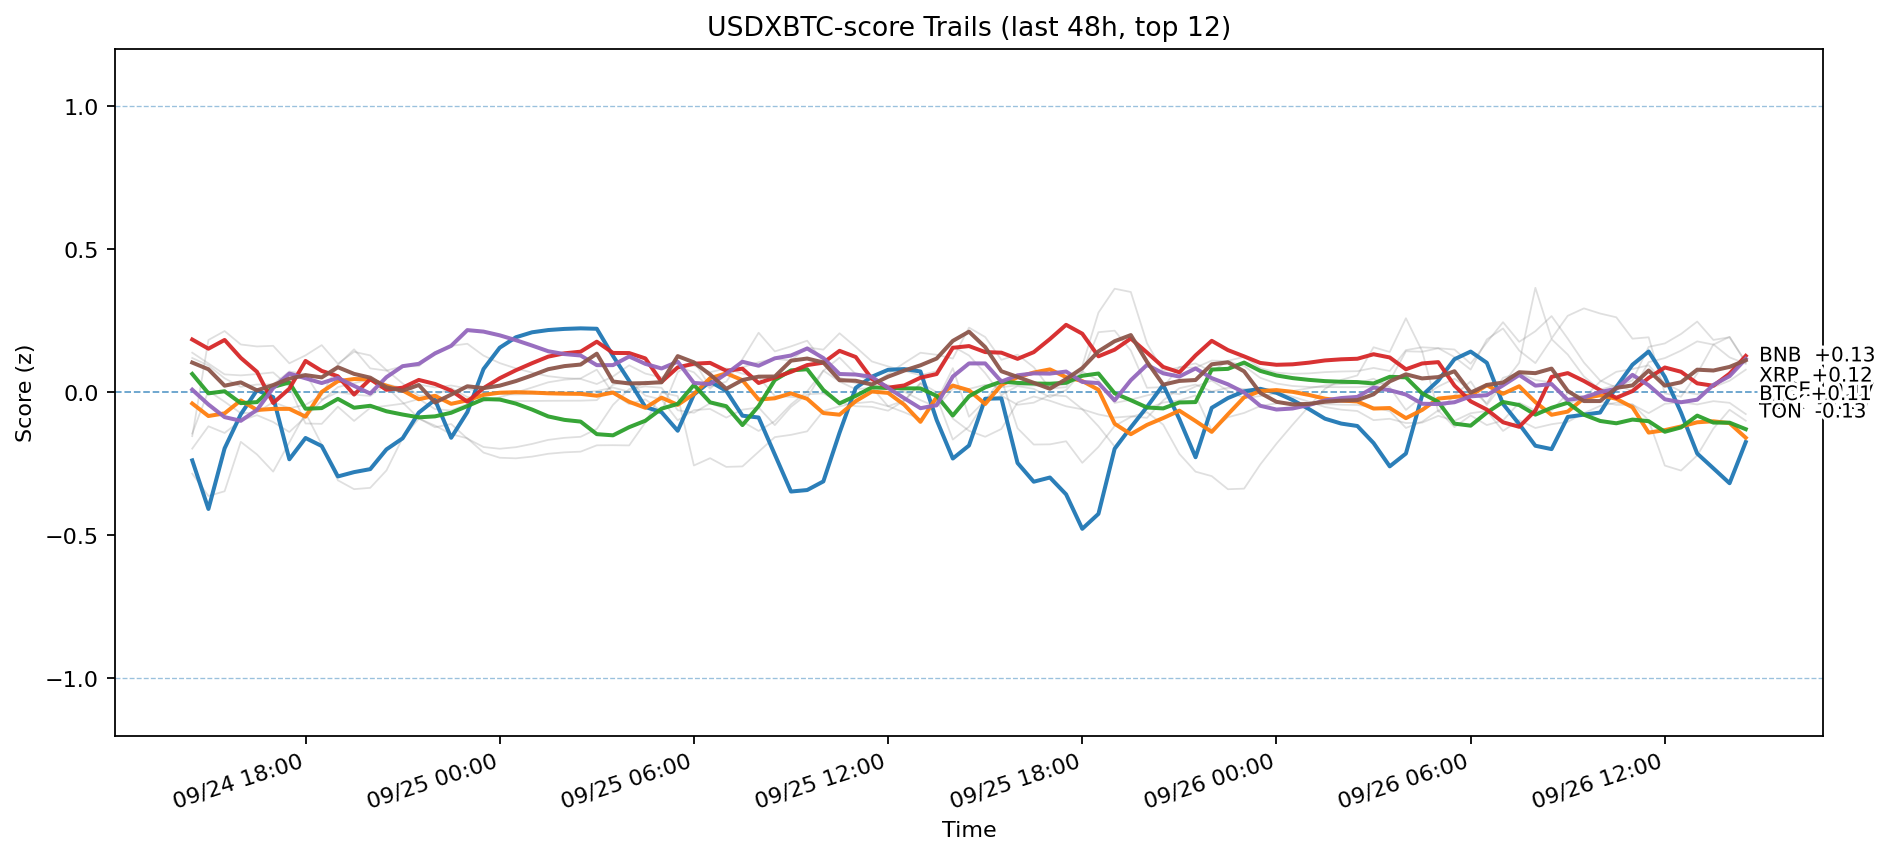 USDXBTC-score Trails (last 48h, top 12)
Score (z)
1.0
0.5
0.0
−0.5
−1.0
BNB +0.13
XRP +0.12
BTC +0.11
TON -0.13
09/24 18:00
09/25 00:00
09/25 06:00
09/25 12:00
09/25 18:00
09/26 00:00
09/26 06:00
09/26 12:00
Time